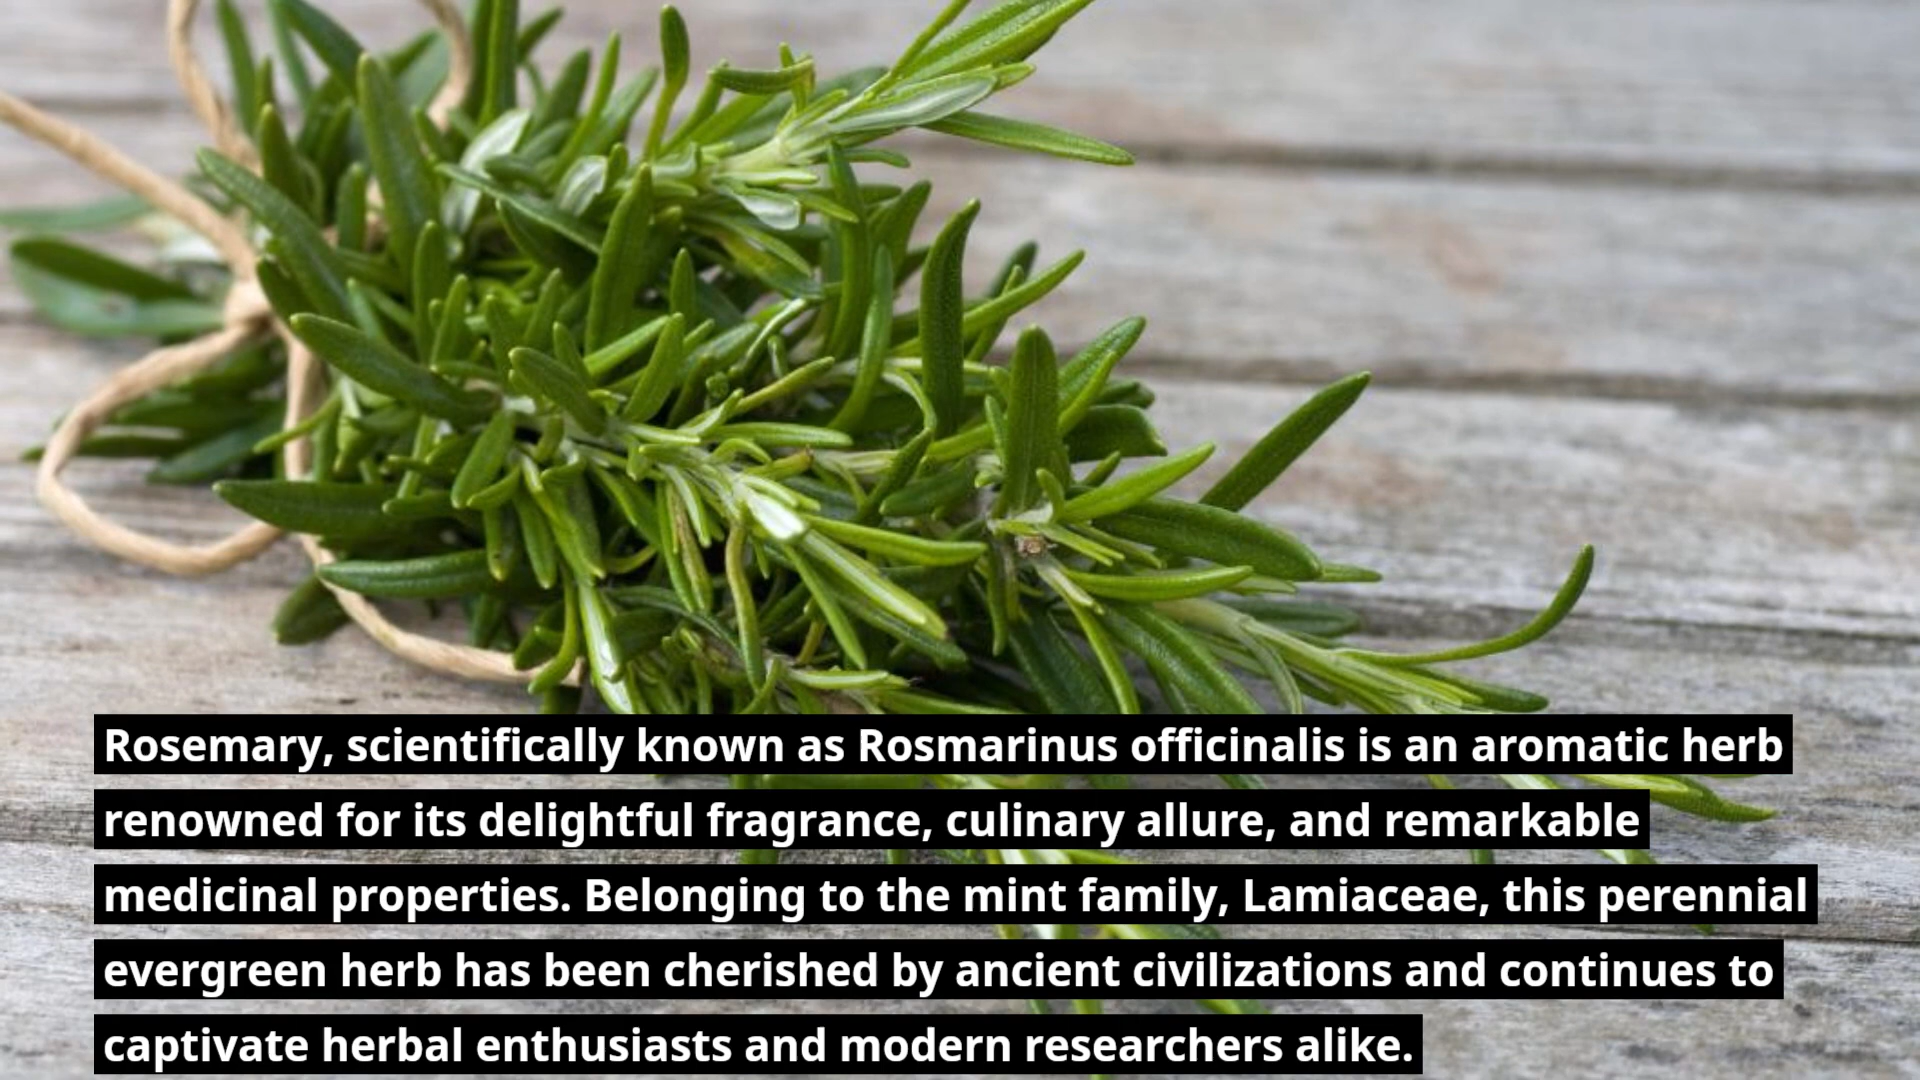 Rosemary, scientifically known as Rosmarinus officinalis is an aromatic herb
renowned for its delightful fragrance, culinary allure, and remarkable
medicinal properties. Belonging to the mint family, Lamiaceae, this perennial
evergreen herb has been cherished by ancient civilizations and continues to
captivate herbal enthusiasts and modern researchers alike.